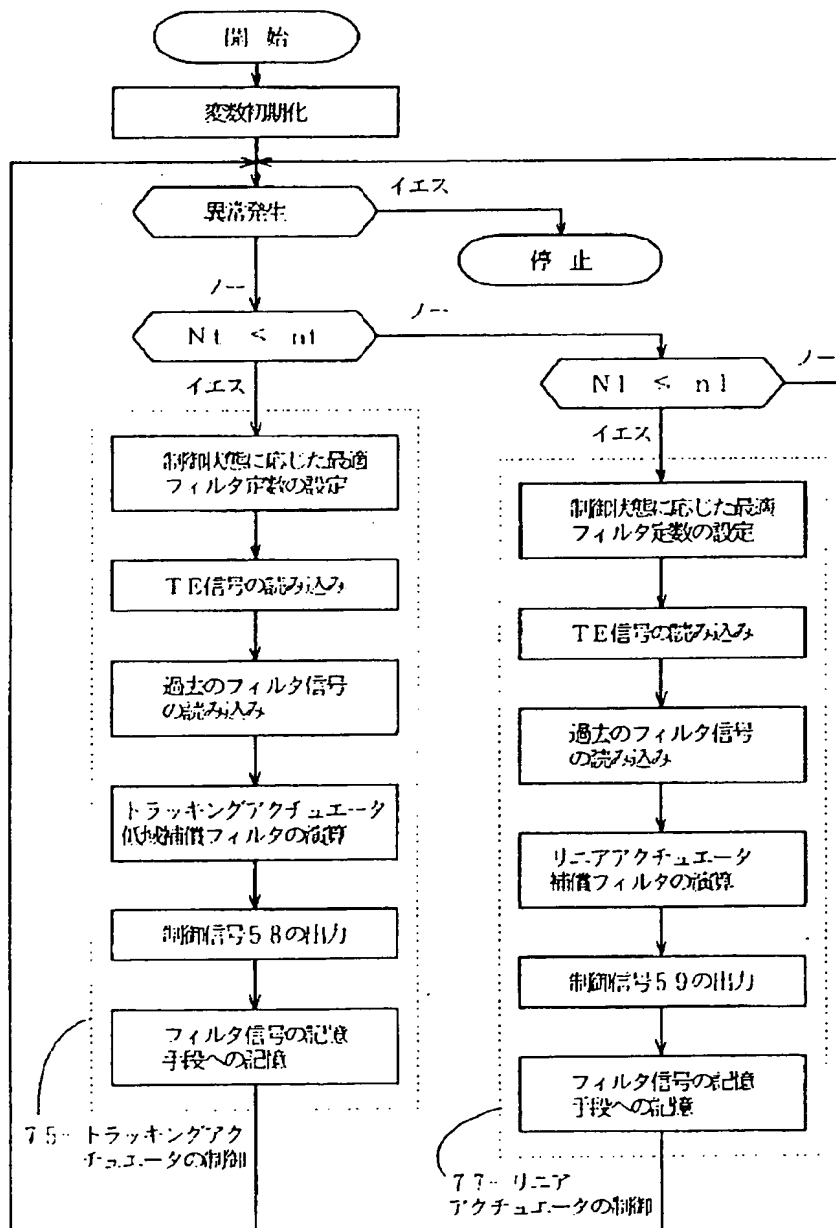 開 始
変数初期化
異常発生
イエス
停 止
ノー
Nt ≤ nt
ノー
イエス
Nl ≤ nl
ノー
イエス
制御状態に応じた最適
フィルタ定数の設定
TE信号の読み込み
過去のフィルタ信号
の読み込み
トラッキングアクチュエータ
低域補償フィルタの演算
制御信号58の出力
フィルタ信号の記憶
手段への記憶
75 トラッキングアク
チュエータの制御
制御状態に応じた最適
フィルタ定数の設定
TE信号の読み込み
過去のフィルタ信号
の読み込み
リニアアクチュエータ
補償フィルタの演算
制御信号59の出力
フィルタ信号の記憶
手段への記憶
77 リニア
アクチュエータの制御